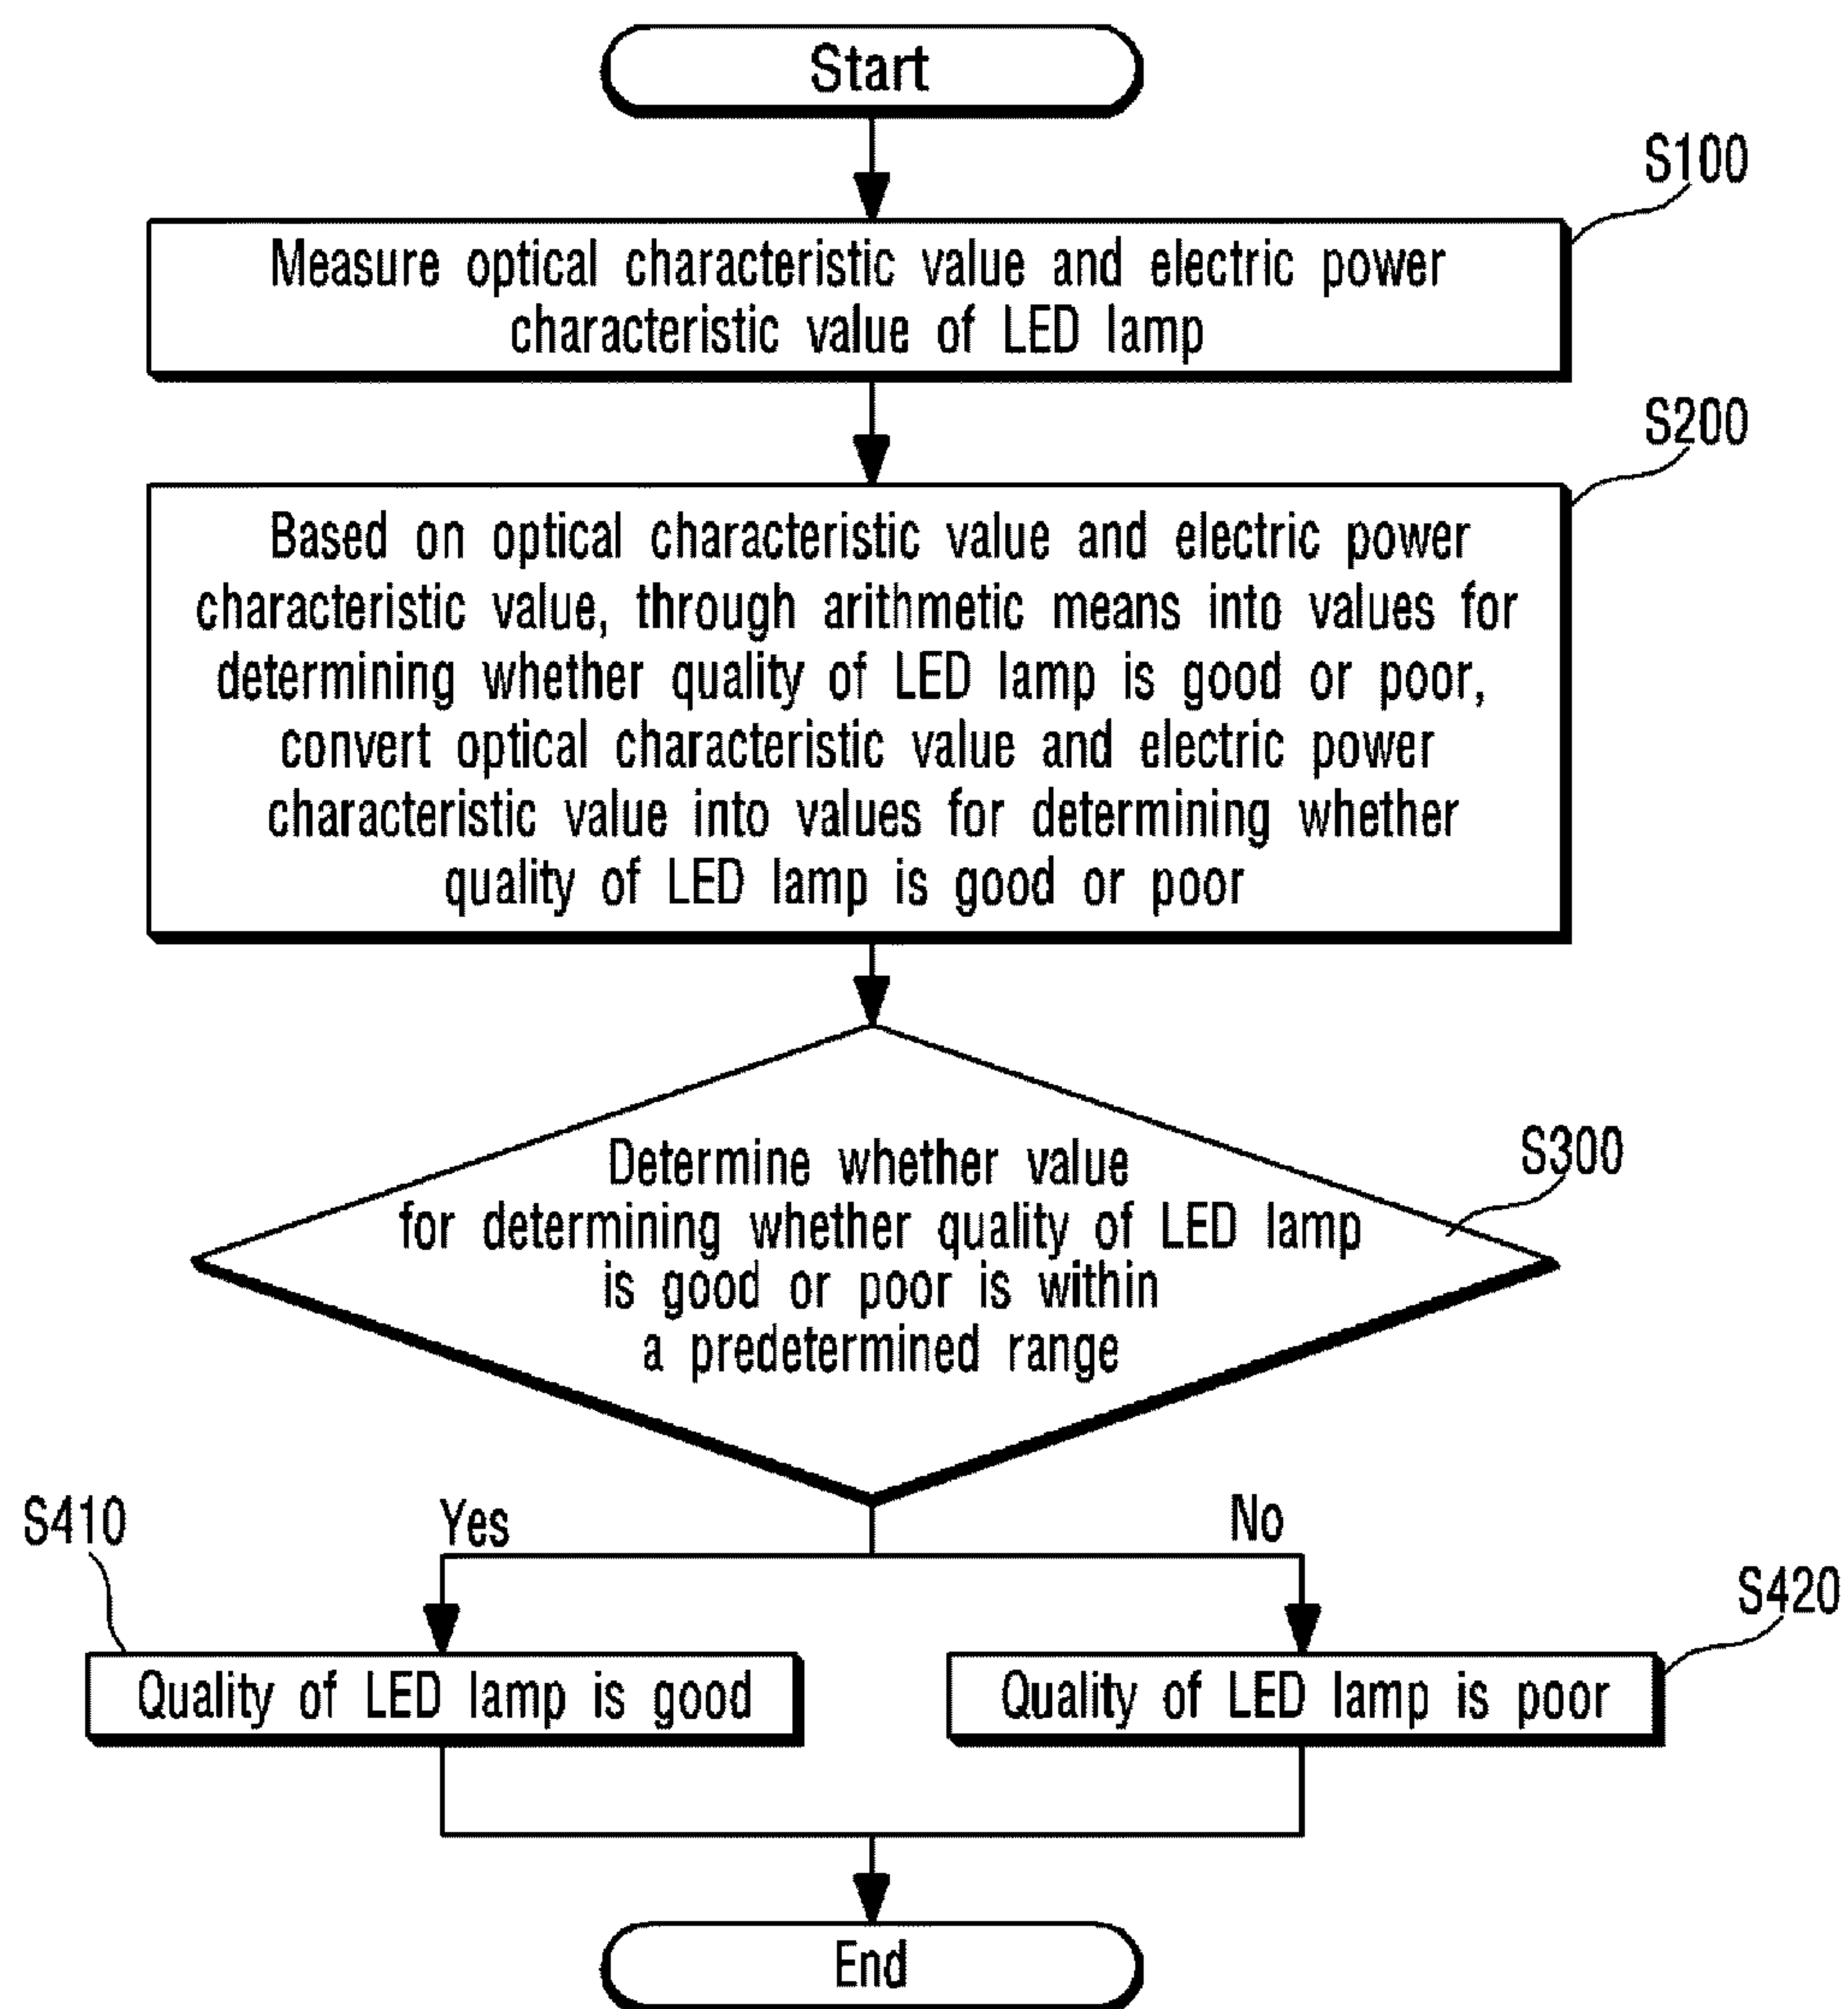 Start
S100
Measure optical characteristic value and electric power
characteristic value of LED lamp
S200
Based on optical characteristic value and electric power
characteristic value, through arithmetic means into values for
determining whether quality of LED lamp is good or poor,
convert optical characteristic value and electric power
characteristic value into values for determining whether
quality of LED lamp is good or poor
S300
Determine whether value
for determining whether quality of LED lamp
is good or poor is within
a predetermined range
S410
Yes
No
S420
Quality of LED lamp is good
Quality of LED lamp is poor
End